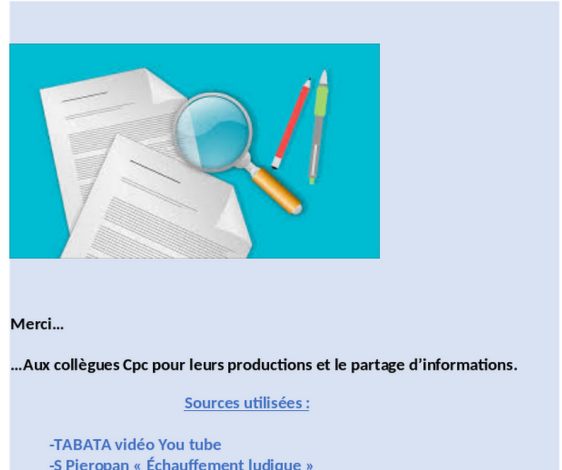 Merci...
...Aux collègues Cpc pour leurs productions et le partage d’informations.
Sources utilisées :
-TABATA vidéo You tube
-S Pieropan « Échauffement ludique »